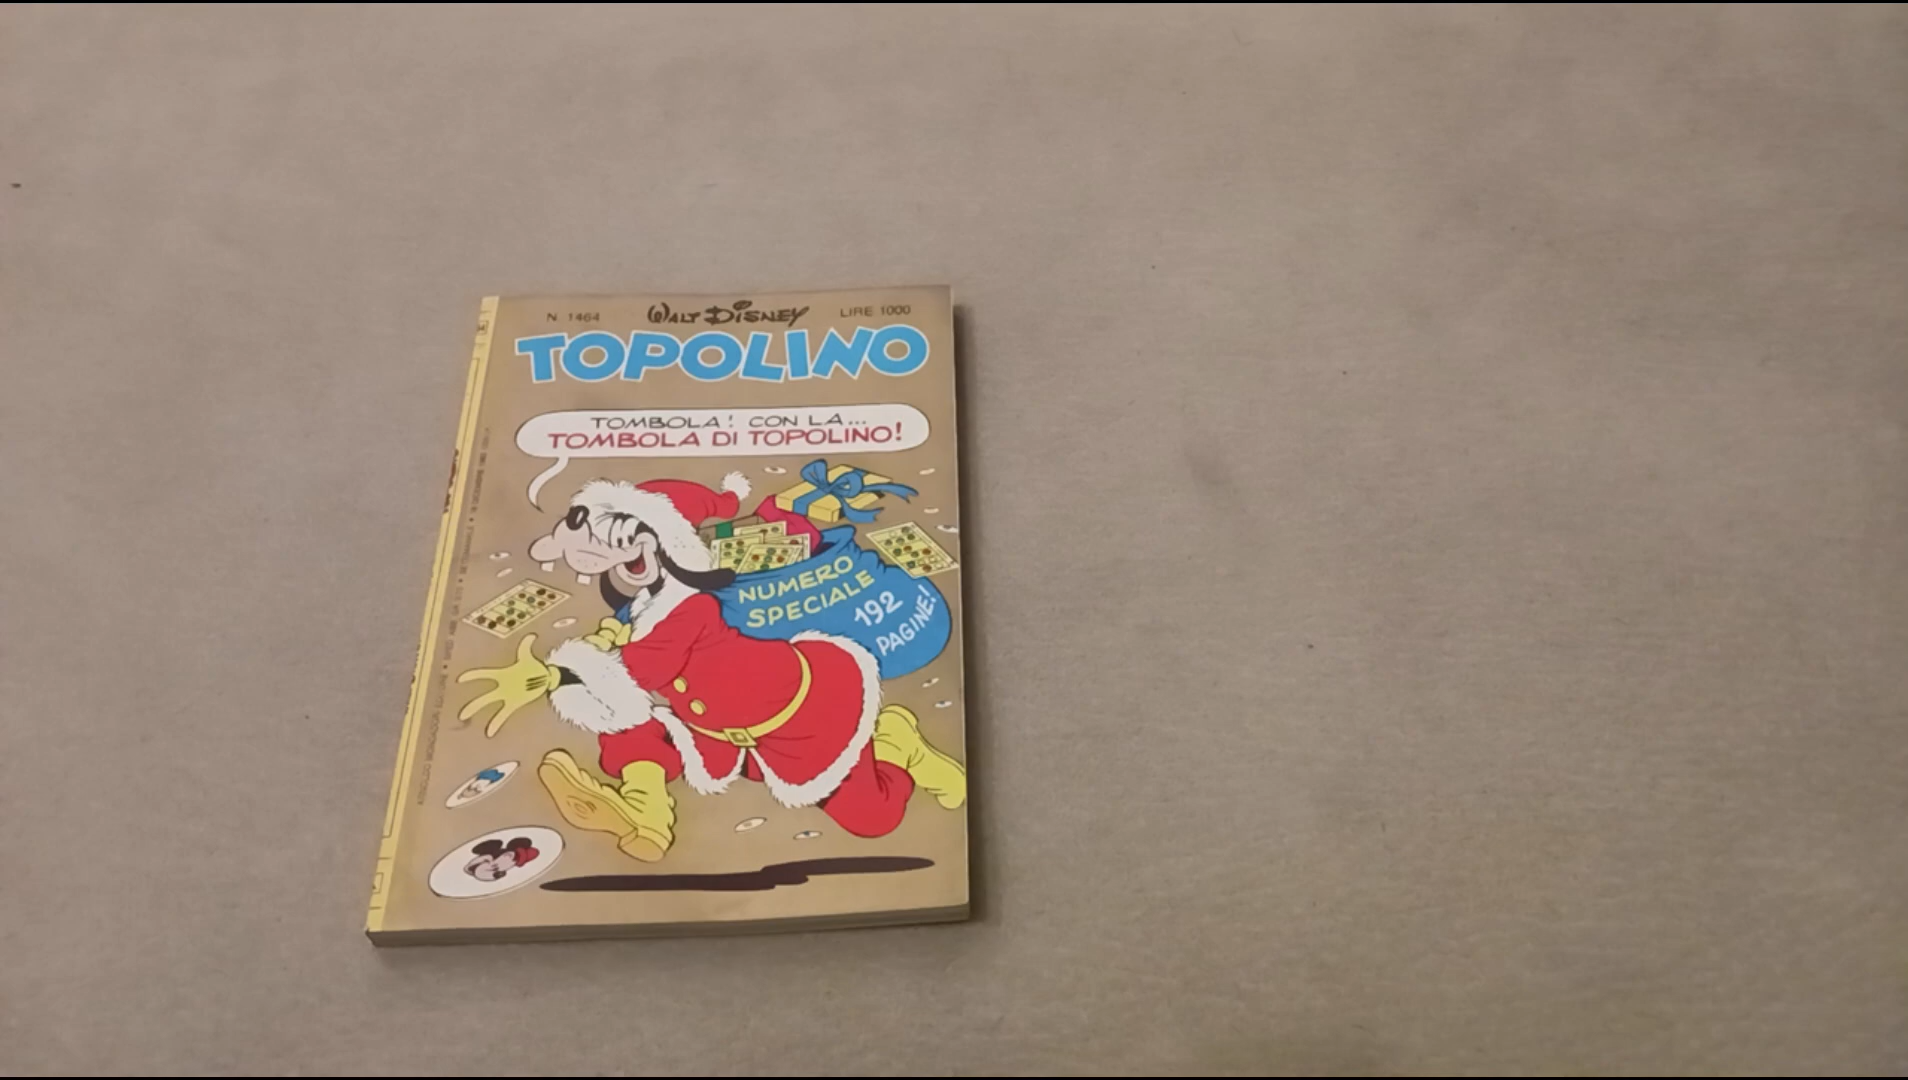 N. 1464 WALT DISNEY LIRE 1000
TOPOLINO
TOMBOLA! CON LA...
TOMBOLA DI TOPOLINO!
NUMERO
SPECIALE
192
PAGINE!